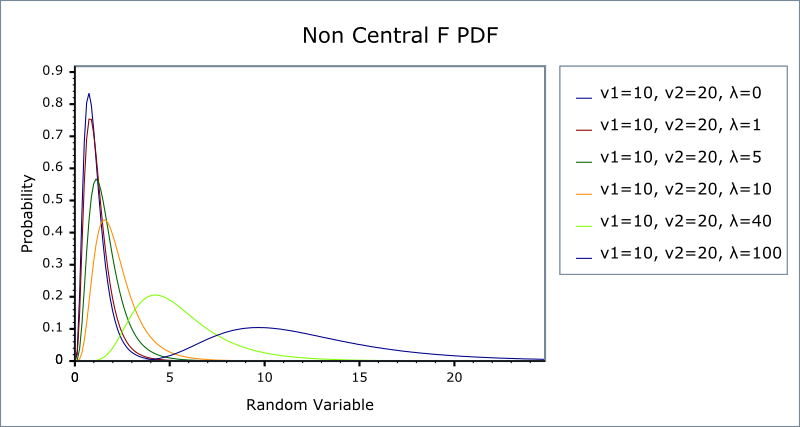 Non Central F PDF
0.9
0.8
0.7
0.6
0.5
0.4
0.3
0.2
0.1
0
0 5 10 15 20
Probability
Random Variable
v1=10, v2=20, λ=0
v1=10, v2=20, λ=1
v1=10, v2=20, λ=5
v1=10, v2=20, λ=10
v1=10, v2=20, λ=40
v1=10, v2=20, λ=100